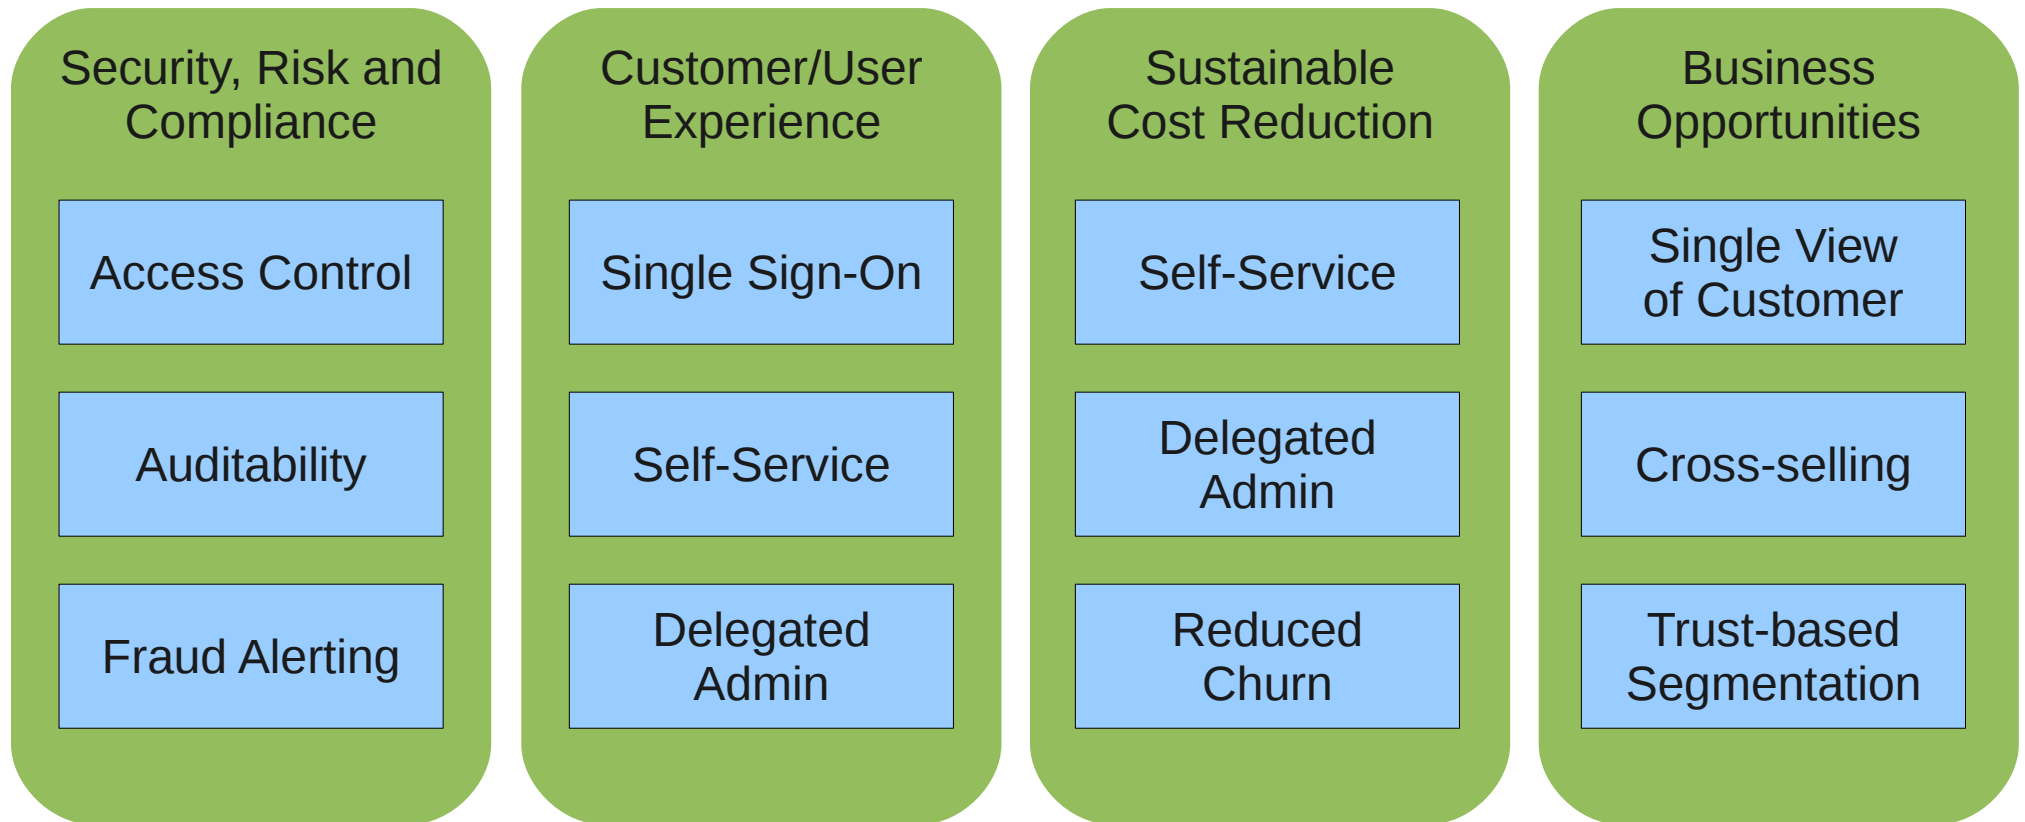 Security, Risk and
Compliance
Access Control
Auditability
Fraud Alerting
Customer/User
Experience
Single Sign-On
Self-Service
Delegated
Admin
Sustainable
Cost Reduction
Self-Service
Delegated
Admin
Reduced
Churn
Business
Opportunities
Single View
of Customer
Cross-selling
Trust-based
Segmentation